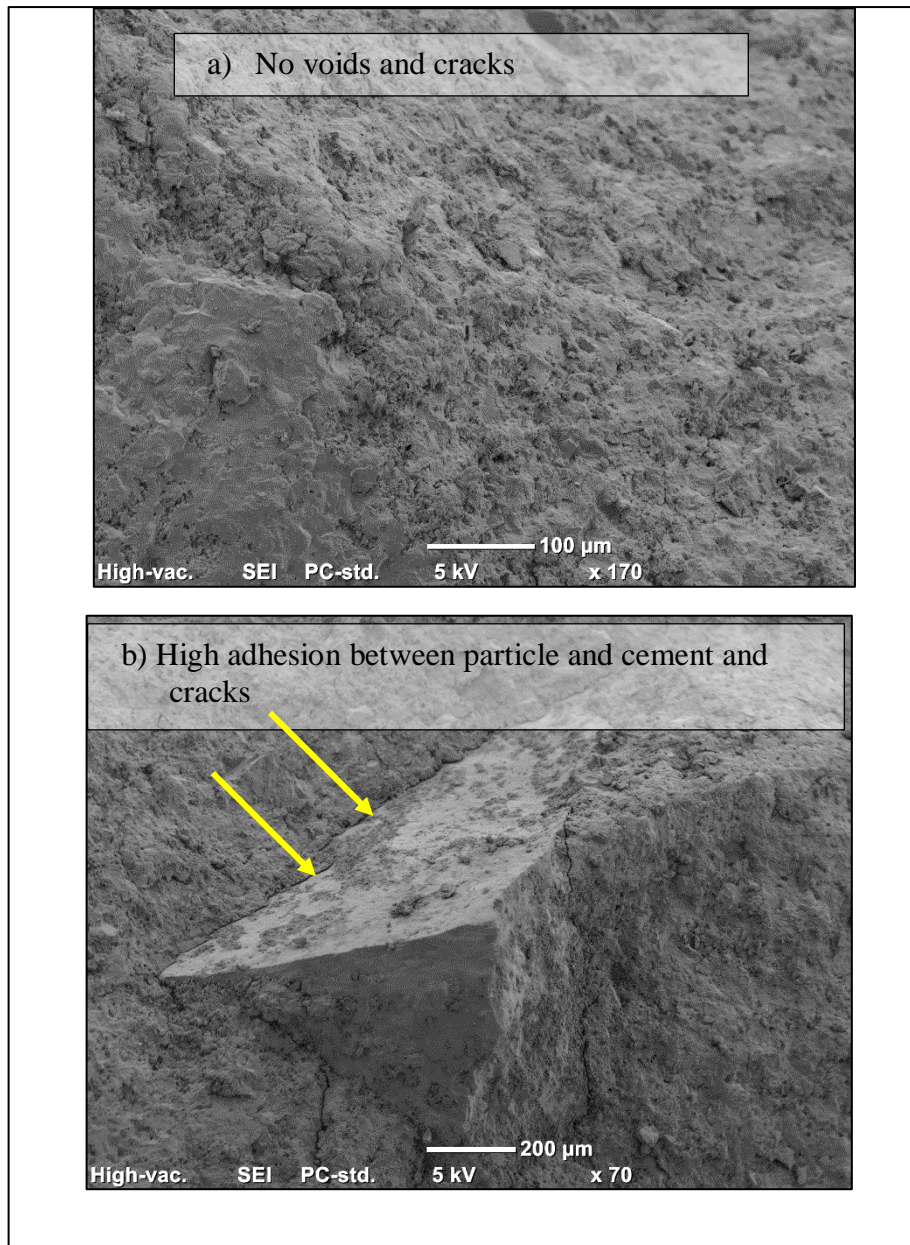 a) No voids and cracks
100 µm
High-vac. SEI PC-std. 5 kV x 170
b) High adhesion between particle and cement and
cracks
200 µm
High-vac. SEI PC-std. 5 kV x 70